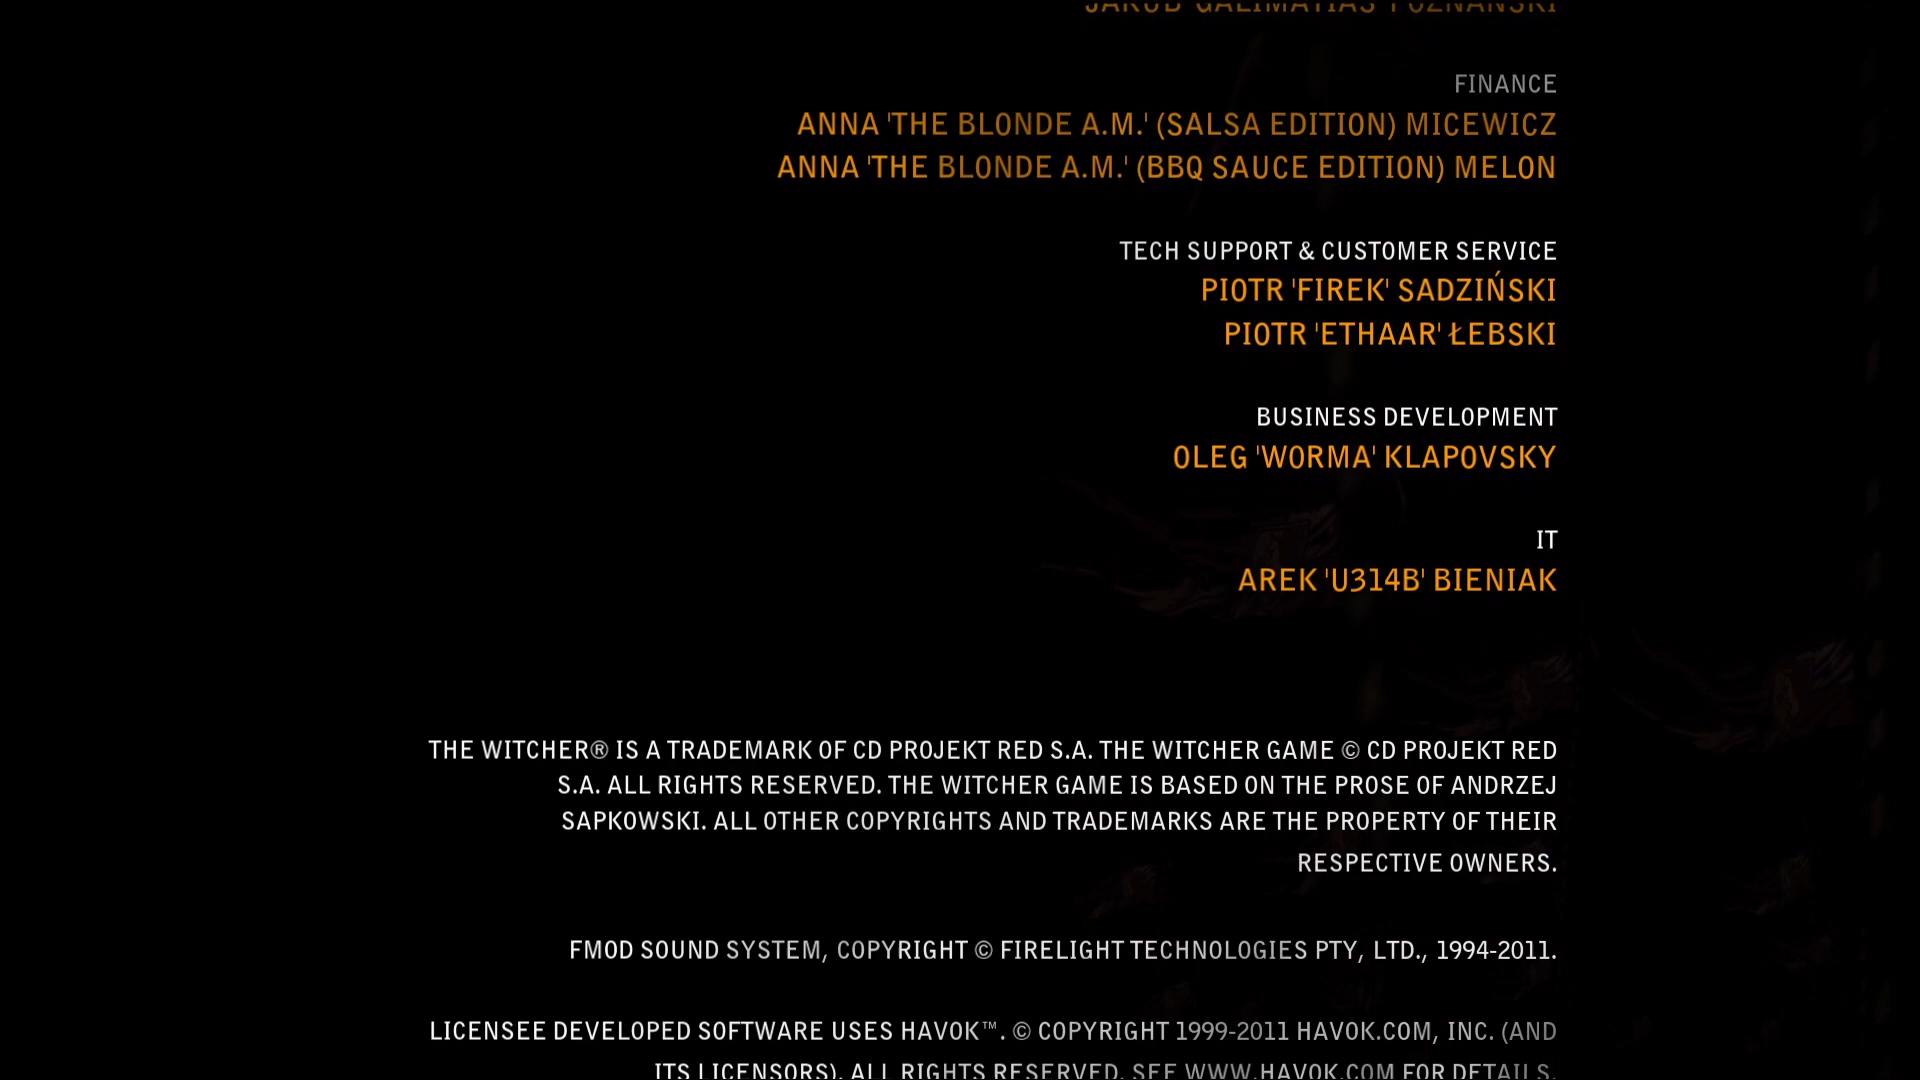 JAKUB 'GALIMATIAS' POZNAŃSKI
FINANCE
ANNA 'THE BLONDE A.M.' (SALSA EDITION) MICEWICZ
ANNA 'THE BLONDE A.M.' (BBQ SAUCE EDITION) MELON
TECH SUPPORT & CUSTOMER SERVICE
PIOTR 'FIREK' SADZIŃSKI
PIOTR 'ETHAAR' ŁEBSKI
BUSINESS DEVELOPMENT
OLEG 'WORMA' KLAPOVSKY
IT
AREK 'U314B' BIENIAK
THE WITCHER® IS A TRADEMARK OF CD PROJEKT RED S.A. THE WITCHER GAME © CD PROJEKT RED
S.A. ALL RIGHTS RESERVED. THE WITCHER GAME IS BASED ON THE PROSE OF ANDRZEJ
SAPKOWSKI. ALL OTHER COPYRIGHTS AND TRADEMARKS ARE THE PROPERTY OF THEIR
RESPECTIVE OWNERS.
FMOD SOUND SYSTEM, COPYRIGHT © FIRELIGHT TECHNOLOGIES PTY, LTD., 1994-2011.
LICENSEE DEVELOPED SOFTWARE USES HAVOK™. © COPYRIGHT 1999-2011 HAVOK.COM, INC. (AND
ITS LICENSORS). ALL RIGHTS RESERVED. SEE WWW.HAVOK.COM FOR DETAILS.